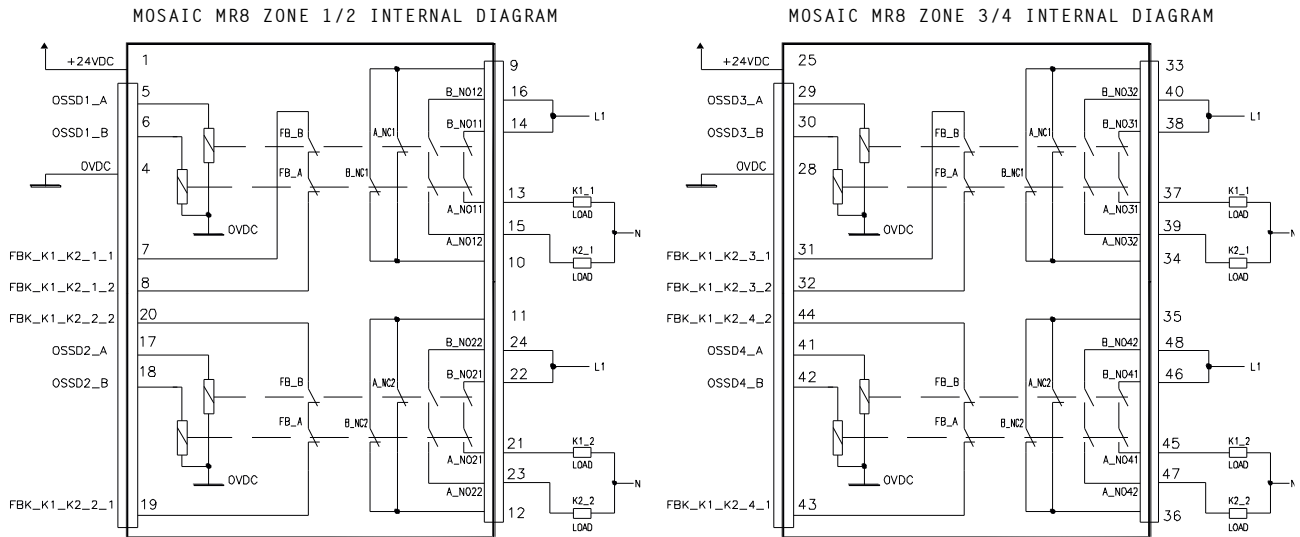 MOSAIC MR8 ZONE 1/2 INTERNAL DIAGRAM
+24VDC
1
9
OSSD1_A
5
B_NO12
16
OSSD1_B
6
B_NO11
14
L1
FB_B
A_NC1
0VDC
4
FB_A
B_NC1
13
K1_1
LOAD
A_NO11
15
N
0VDC
A_NO12
K2_1
LOAD
FBK_K1_K2_1_1
7
10
FBK_K1_K2_1_2
8
FBK_K1_K2_2_2
20
11
OSSD2_A
17
B_NO22
24
OSSD2_B
18
B_NO21
22
L1
FB_B
A_NC2
FB_A
B_NC2
21
K1_2
LOAD
A_NO21
23
N
0VDC
A_NO22
K2_2
LOAD
FBK_K1_K2_2_1
19
12
MOSAIC MR8 ZONE 3/4 INTERNAL DIAGRAM
+24VDC
25
33
OSSD3_A
29
B_NO32
40
OSSD3_B
30
B_NO31
38
L1
FB_B
A_NC1
0VDC
28
FB_A
B_NC1
37
K1_1
LOAD
A_NO31
39
N
0VDC
A_NO32
K2_1
LOAD
FBK_K1_K2_3_1
31
34
FBK_K1_K2_3_2
32
FBK_K1_K2_4_2
44
35
OSSD4_A
41
B_NO42
48
OSSD4_B
42
B_NO41
46
L1
FB_B
A_NC2
FB_A
B_NC2
45
K1_2
LOAD
A_NO41
47
N
0VDC
A_NO42
K2_2
LOAD
FBK_K1_K2_4_1
43
36